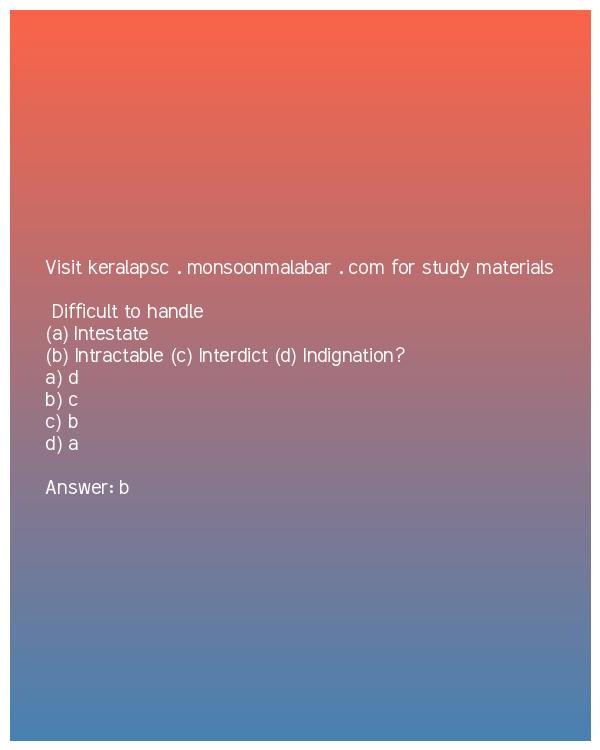 Visit keralapsc . monsoonmalabar . com for study materials
Difficult to handle
(a) Intestate
(b) Intractable (c) Interdict (d) Indignation?
a) d
b) c
c) b
d) a
Answer: b